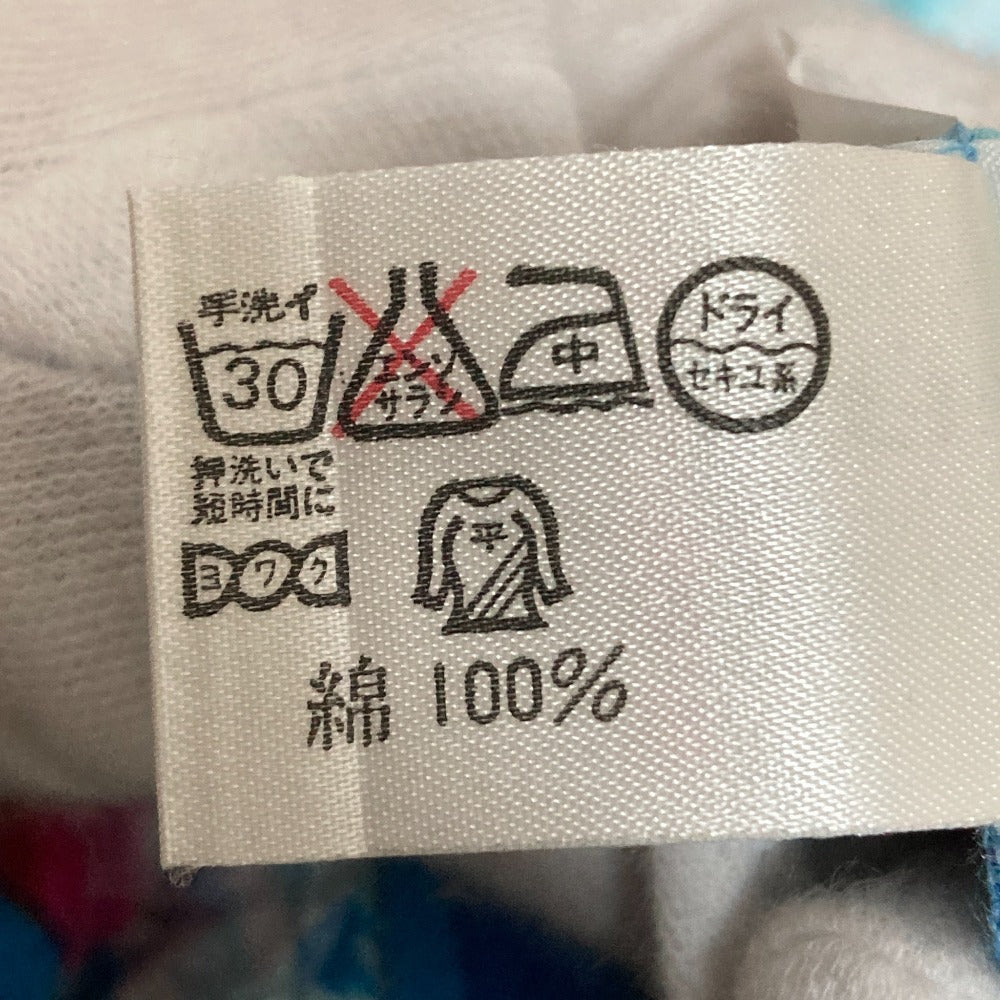 手洗イ
30
エンソ
サラシ
中
ドライ
セキユ系
押洗いで
短時間に
ヨワク
平
綿 100%